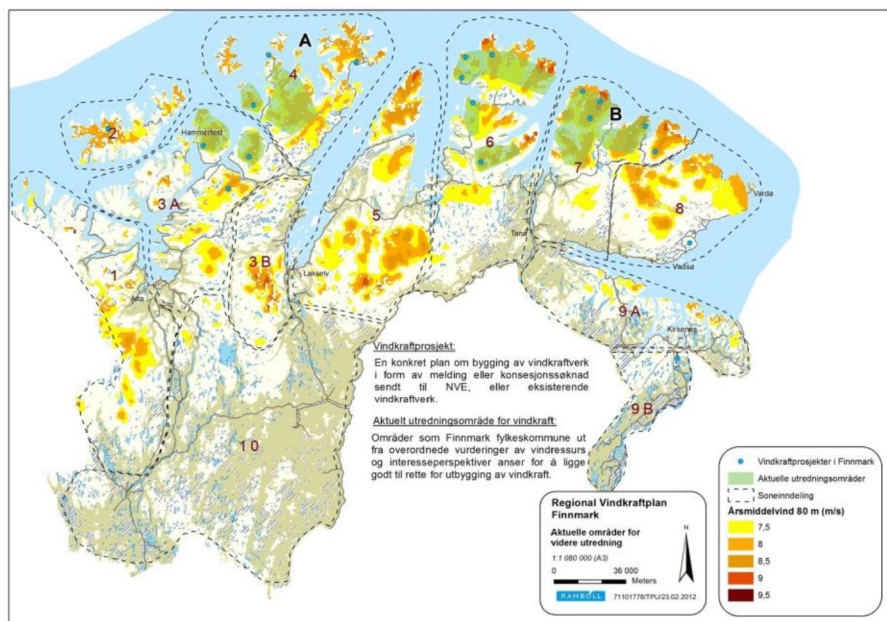 A
4
2
Hammerfest
B
6
3 A
7
Vardø
5
8
1
3 B
Tana
Lakselv
Vadsø
Alta
9 A
Kirkenes
Vindkraftprosjekt:
En konkret plan om bygging av vindkraftverk
i form av melding eller konsesjonssøknad
sendt til NVE, eller eksisterende
vindkraftverk.
9 B
Aktuelt utredningsområde for vindkraft:
10
Områder som Finnmark fylkeskommune ut
fra overordnede vurderinger av vindressurs
og interesseperspektiver anser for å ligge
godt til rette for utbygging av vindkraft.
Vindkraftprosjekter i Finnmark
Aktuelle utredningsområder
Soneinndeling
Årsmiddelvind 80 m (m/s)
7,5
8
8,5
9
9,5
Regional Vindkraftplan
Finnmark
Aktuelle områder for
videre utredning
N
1:1 080 000 (A3)
0 36 000
Meters
RAMBOLL 71101778/TPU/23.02.2012